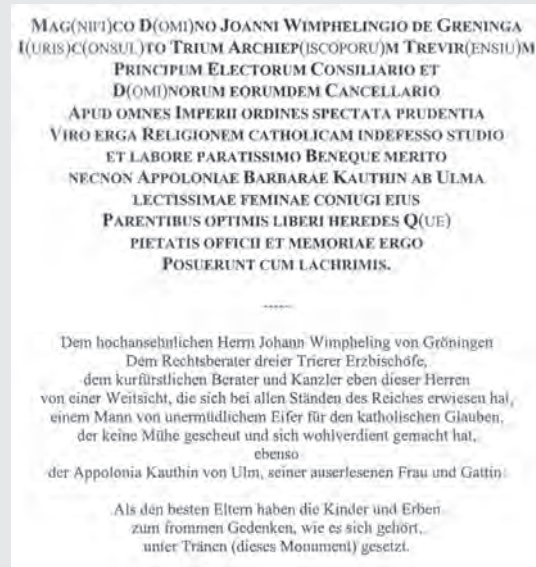 MAG(NIFI)CO D(OMI)NO JOANNI WIMPHELINGIO DE GRENINGA
I(URIS)C(ONSUL)TO TRIUM ARCHIEP(ISCOPORU)M TREVIR(ENSIU)M
PRINCIPUM ELECTORUM CONSILIARIO ET
D(OMI)NORUM EORUMDEM CANCELLARIO
APUD OMNES IMPERII ORDINES SPECTATA PRUDENTIA
VIRO ERGA RELIGIONEM CATHOLICAM INDEFESSO STUDIO
ET LABORE PARATISSIMO BENEQUE MERITO
NECNON APPOLONIAE BARBARAE KAUTHIN AB ULMA
LECTISSIMAE FEMINAE CONIUGI EIUS
PARENTIBUS OPTIMIS LIBERI HEREDES Q(UE)
PIETATIS OFFICII ET MEMORIAE ERGO
POSUERUNT CUM LACHRIMIS.
-----
Dem hochansehnlichen Herrn Johann Wimpheling von Gröningen
Dem Rechtsberater dreier Trierer Erzbischöfe,
dem kurfürstlichen Berater und Kanzler eben dieser Herren
von einer Weitsicht, die sich bei allen Ständen des Reiches erwiesen hat,
einem Mann von unermüdlichem Eifer für den katholischen Glauben,
der keine Mühe gescheut und sich wohlverdient gemacht hat,
ebenso
der Appolonia Kauthin von Ulm, seiner auserlesenen Frau und Gattin:
Als den besten Eltern haben die Kinder und Erben
zum frommen Gedenken, wie es sich gehört,
unter Tränen (dieses Monument) gesetzt.